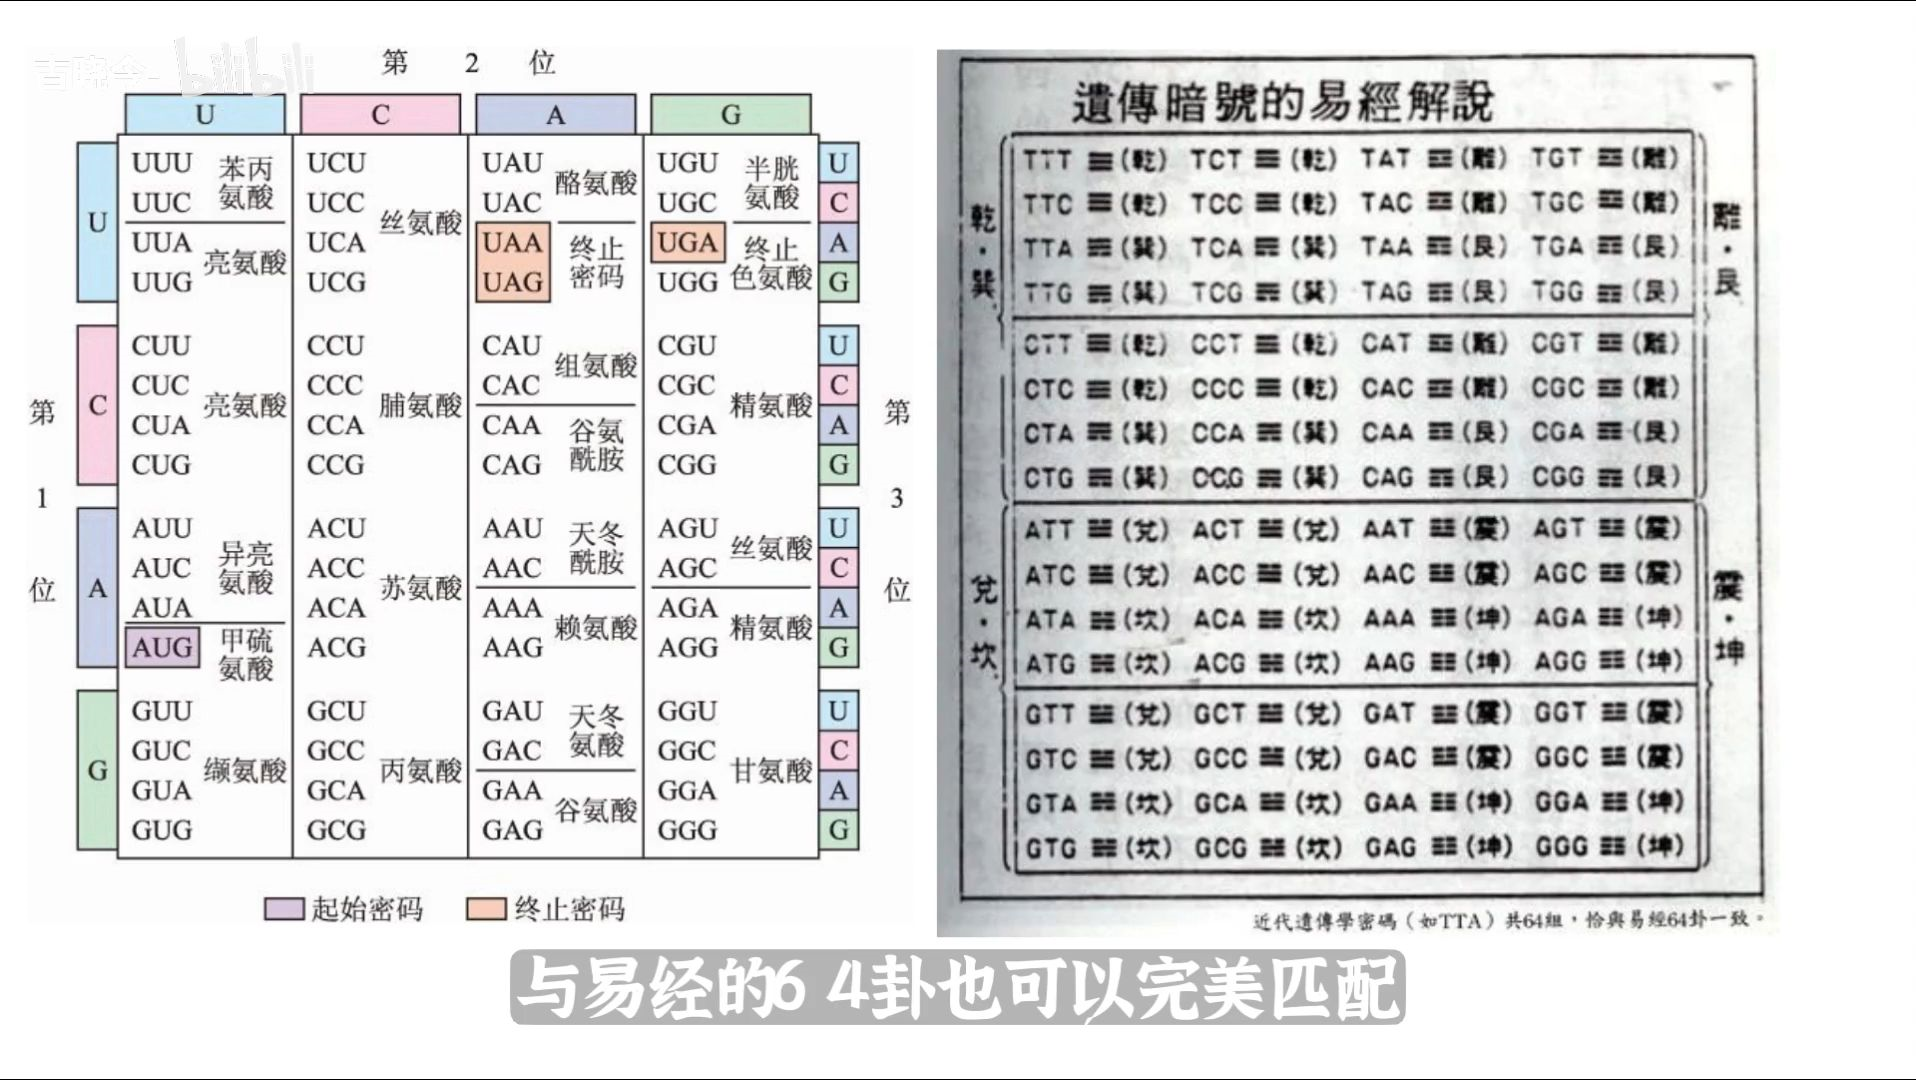 吉晓令-bilibili
第 2 位
U C A G
UUU 苯丙氨酸 UCU 丝氨酸 UAU 酪氨酸 UGU 半胱氨酸 U
UUC UCC UAC UGC C
UUA 亮氨酸 UCA UAA 终止密码 UGA 终止 A
UUG UCG UAG UGG 色氨酸 G
U
CUU 亮氨酸 CCU 脯氨酸 CAU 组氨酸 CGU 精氨酸 U
CUC CCC CAC CGC C
CUA CCA CAA 谷氨酰胺 CGA A
CUG CCG CAG CGG G
C
第 1 位
第 3 位
AUU 异亮氨酸 ACU 苏氨酸 AAU 天冬酰胺 AGU 丝氨酸 U
AUC ACC AAC AGC C
AUA ACA AAA 赖氨酸 AGA 精氨酸 A
AUG 甲硫氨酸 ACG AAG AGG G
A
GUU 缬氨酸 GCU 丙氨酸 GAU 天冬氨酸 GGU 甘氨酸 U
GUC GCC GAC GGC C
GUA GCA GAA 谷氨酸 GGA A
GUG GCG GAG GGG G
G
起始密码 终止密码
遺傳暗號的易經解說
乾·巽
離·艮
TTT ䷀(乾) TCT ䷀(乾) TAT (離) TGT (離)
TTC (乾) TCC (乾) TAC (離) TGC (離)
TTA (巽) TCA (巽) TAA (艮) TGA (艮)
TTG (巽) TCG (巽) TAG (艮) TGG (艮)
CTT (乾) CCT (乾) CAT (離) CGT (離)
CTC (乾) CCC (乾) CAC (離) CGC (離)
CTA (巽) CCA (巽) CAA (艮) CGA (艮)
CTG (巽) CCG (巽) CAG (艮) CGG (艮)
兌·坎
震·坤
ATT (兌) ACT (兌) AAT (震) AGT (震)
ATC (兌) ACC (兌) AAC (震) AGC (震)
ATA (坎) ACA (坎) AAA (坤) AGA (坤)
ATG (坎) ACG (坎) AAG (坤) AGG (坤)
GTT (兌) GCT (兌) GAT (震) GGT (震)
GTC (兌) GCC (兌) GAC (震) GGC (震)
GTA (坎) GCA (坎) GAA (坤) GGA (坤)
GTG (坎) GCG (坎) GAG (坤) GGG (坤)
近代遺傳學密碼（如TTA）共64組，恰與易經64卦一致。
与易经的6 4卦也可以完美匹配